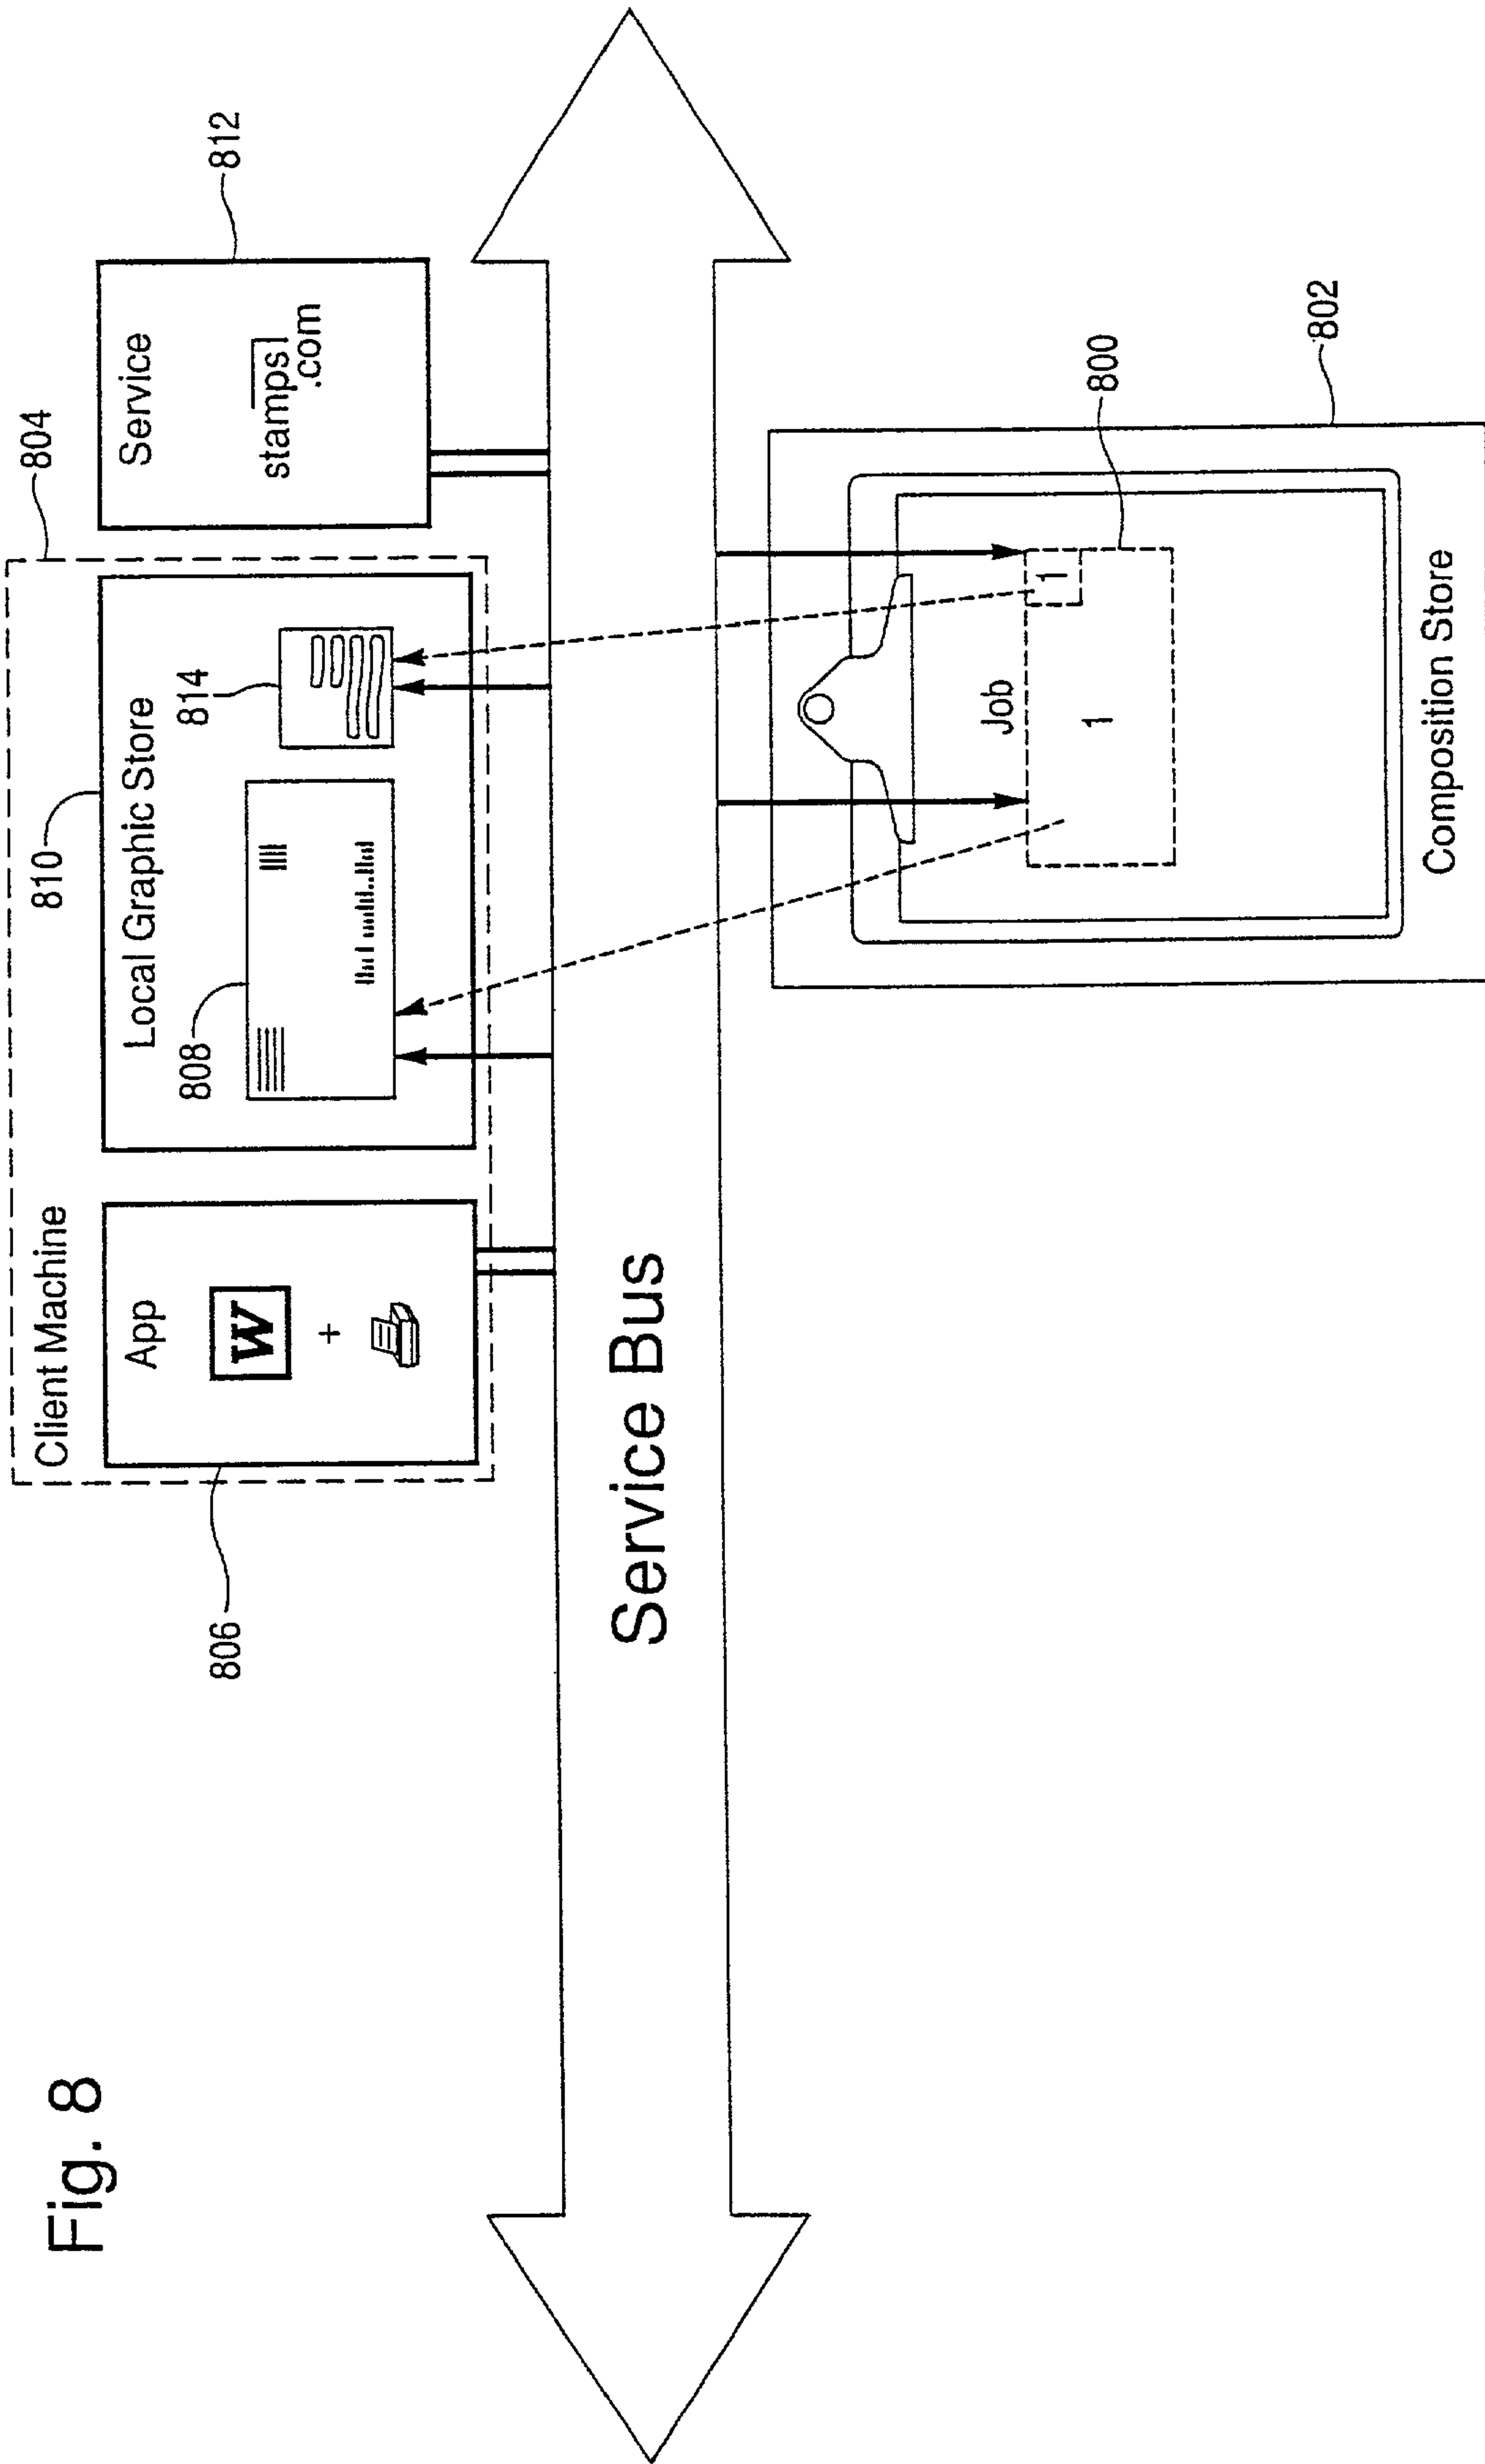 Fig. 8
804
Client Machine
810
812
App
W
+
806
Local Graphic Store
808
814
Service
stamps
.com
Service Bus
Job
1
1
800
802
Composition Store